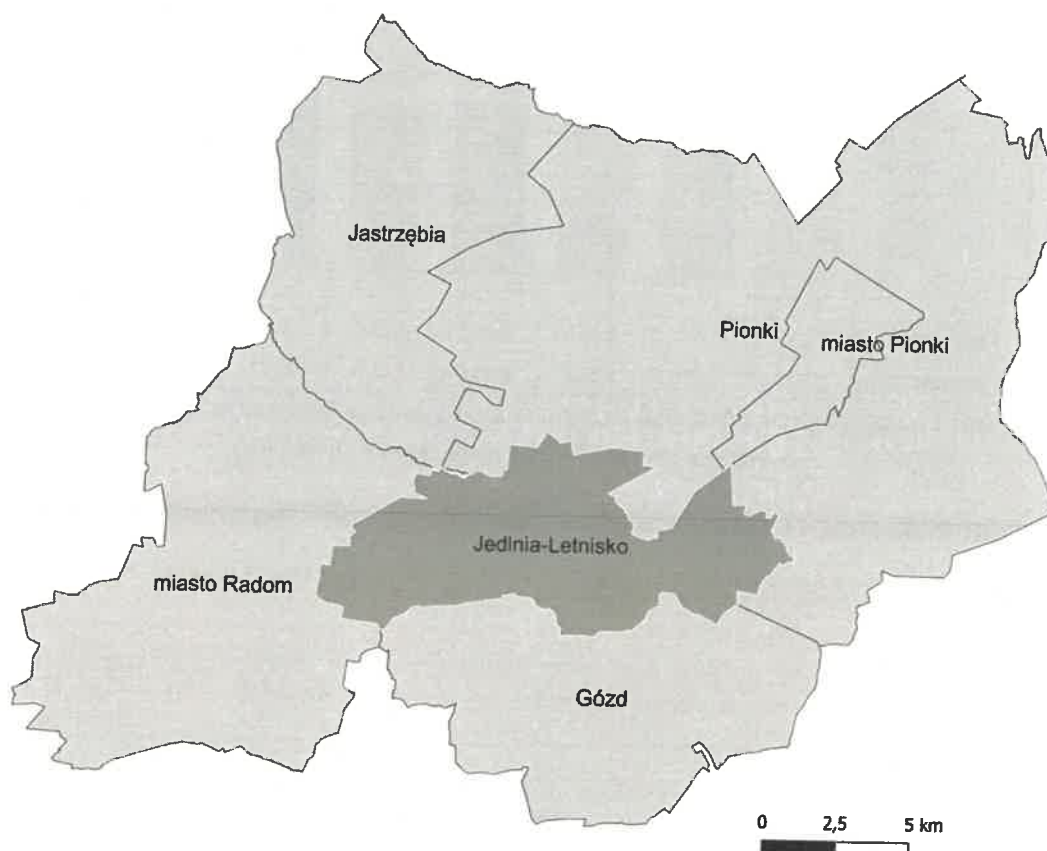 Jastrzębia
Pionki
miasto Pionki
Jedlnia-Letnisko
miasto Radom
Gózd
0 2,5 5 km